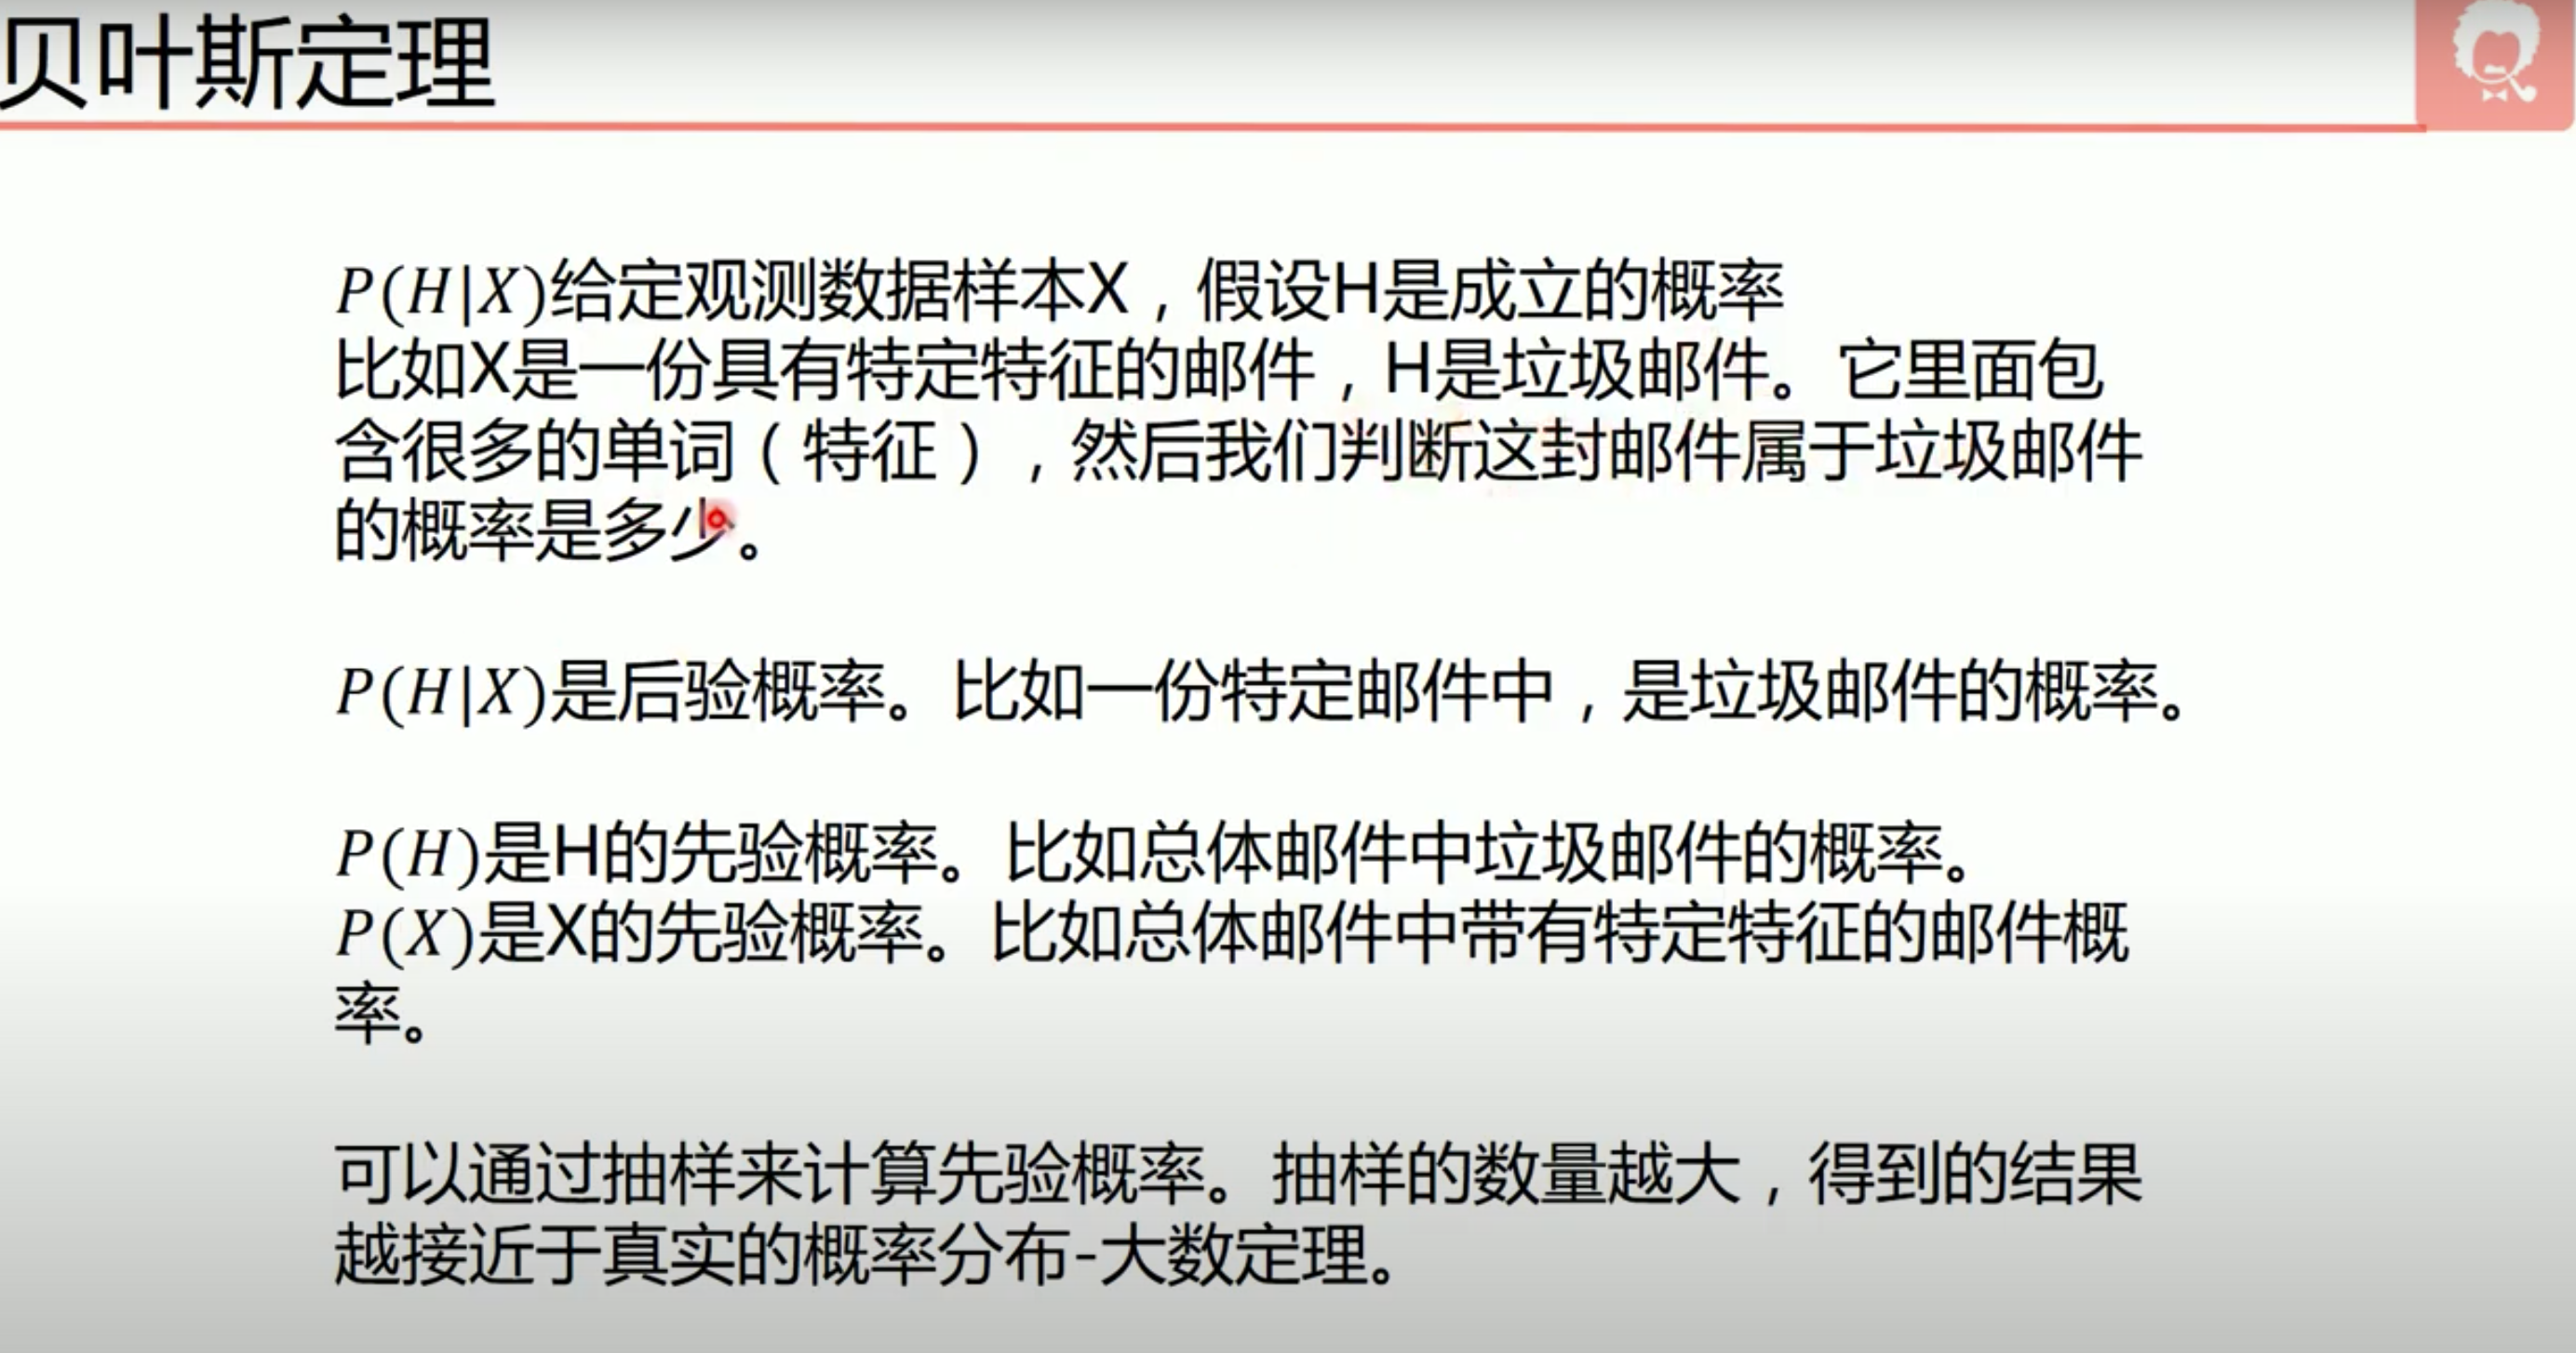 贝叶斯定理
P(H|X)给定观测数据样本X，假设H是成立的概率
比如X是一份具有特定特征的邮件，H是垃圾邮件。它里面包
含很多的单词（特征），然后我们判断这封邮件属于垃圾邮件
的概率是多少。
P(H|X)是后验概率。比如一份特定邮件中，是垃圾邮件的概率。
P(H)是H的先验概率。比如总体邮件中垃圾邮件的概率。
P(X)是X的先验概率。比如总体邮件中带有特定特征的邮件概
率。
可以通过抽样来计算先验概率。抽样的数量越大，得到的结果
越接近于真实的概率分布-大数定理。